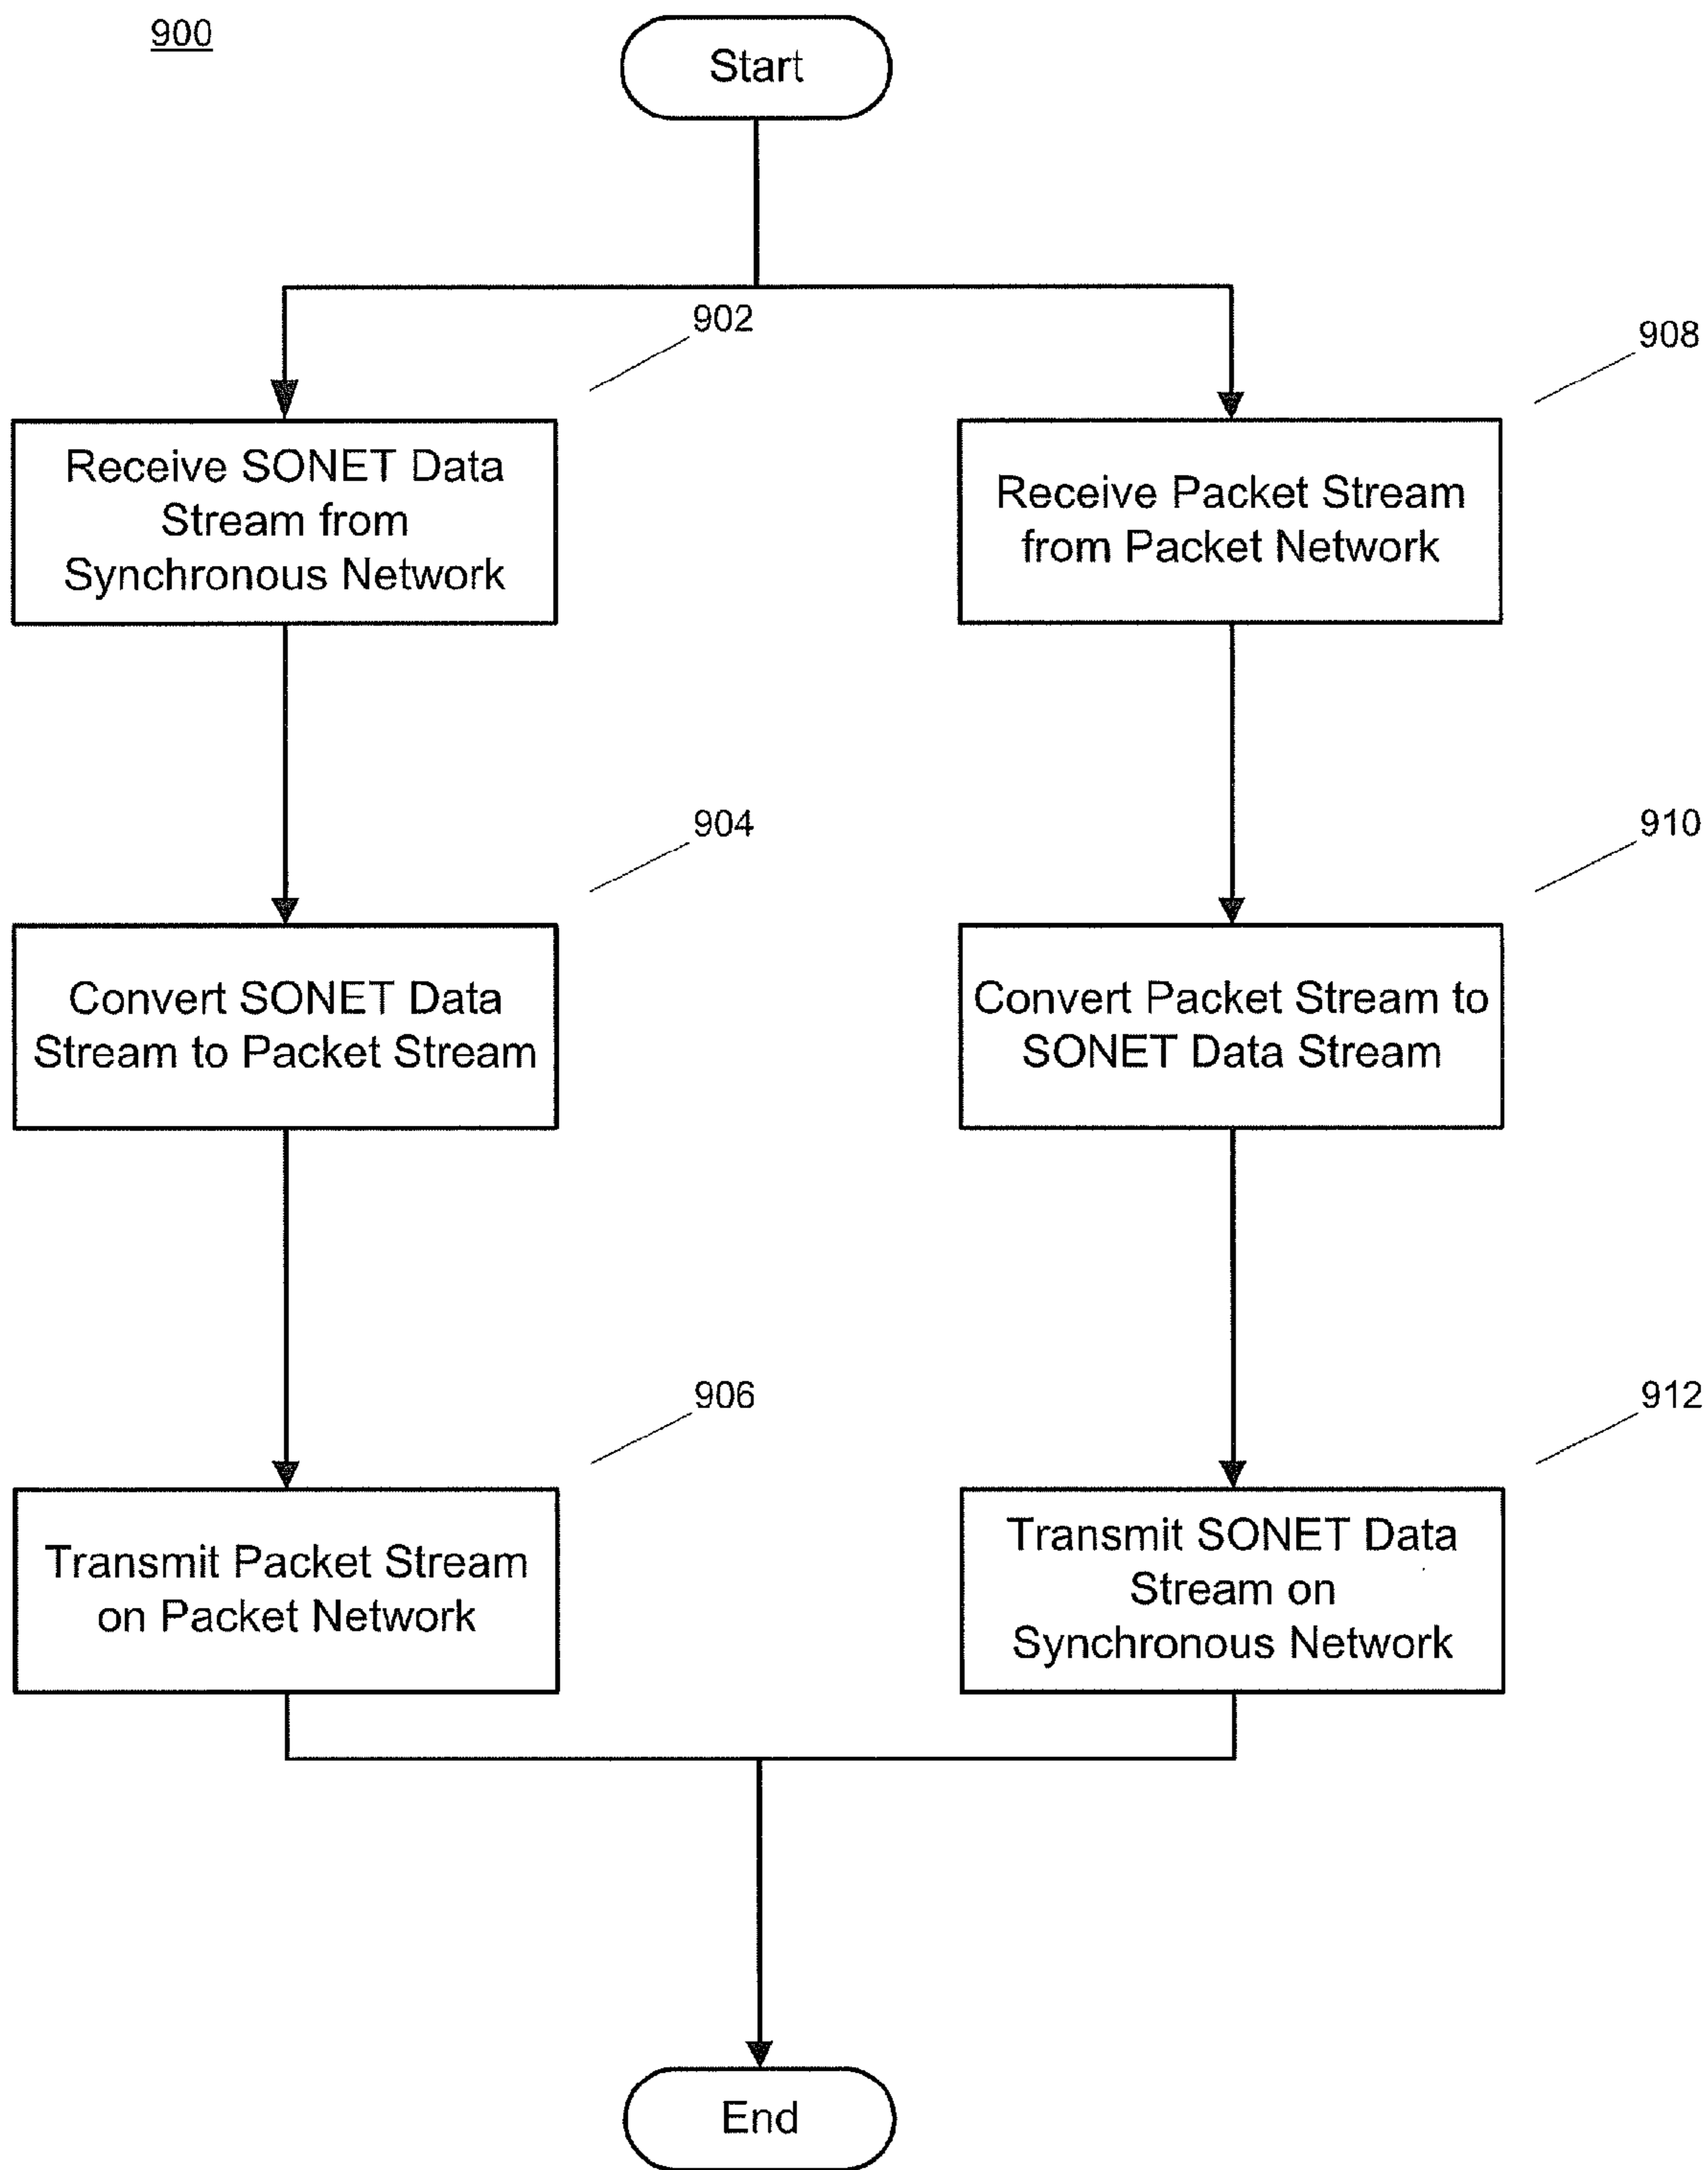 900
Start
902
908
Receive SONET Data
Stream from
Synchronous Network
Receive Packet Stream
from Packet Network
904
910
Convert SONET Data
Stream to Packet Stream
Convert Packet Stream to
SONET Data Stream
906
912
Transmit Packet Stream
on Packet Network
Transmit SONET Data
Stream on
Synchronous Network
End